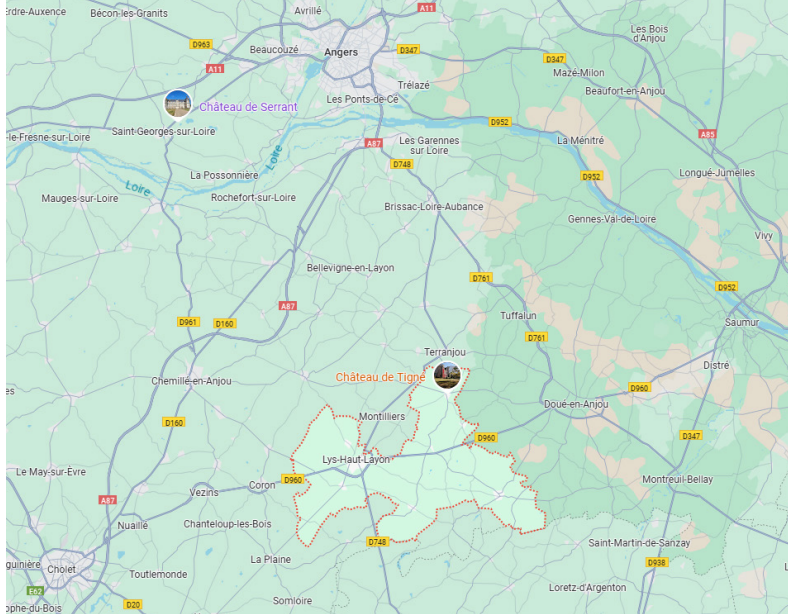 Erdre-Auxence
Bécon-les-Granits
Avrillé
A11
Les Bois
d'Anjou
D963
Beaucouzé
Angers
D347
D347
A11
Mazé-Milon
Trélazé
Beaufort-en-Anjou
Les Ponts-de-Cé
Château de Serrant
D952
-le-Fresne-sur-Loire
Saint-Georges-sur-Loire
A85
A87
Les Garennes
sur Loire
La Ménitré
Loire
D748
La Possonnière
D952
Longué-Jumelles
Loire
Mauges-sur-Loire
Rochefort-sur-Loire
Brissac-Loire-Aubance
Gennes-Val-de-Loire
Vivy
Bellevigne-en-Layon
D761
D952
A87
Tuffalun
D961
D160
Saumur
D761
Terranjou
Distré
Château de Tigné
Chemillé-en-Anjou
es
D960
Doué-en-Anjou
Montilliers
D160
D960
D347
Lys-Haut-Layon
Le May-sur-Èvre
D960
Coron
Montreuil-Bellay
Vezins
A87
Nuaillé
Chanteloup-les-Bois
D748
Saint-Martin-de-Sanzay
La Plaine
D938
guinière
Cholet
Toutlemonde
Loretz-d'Argenton
E62
Somloire
D20
ophe-du-Bois